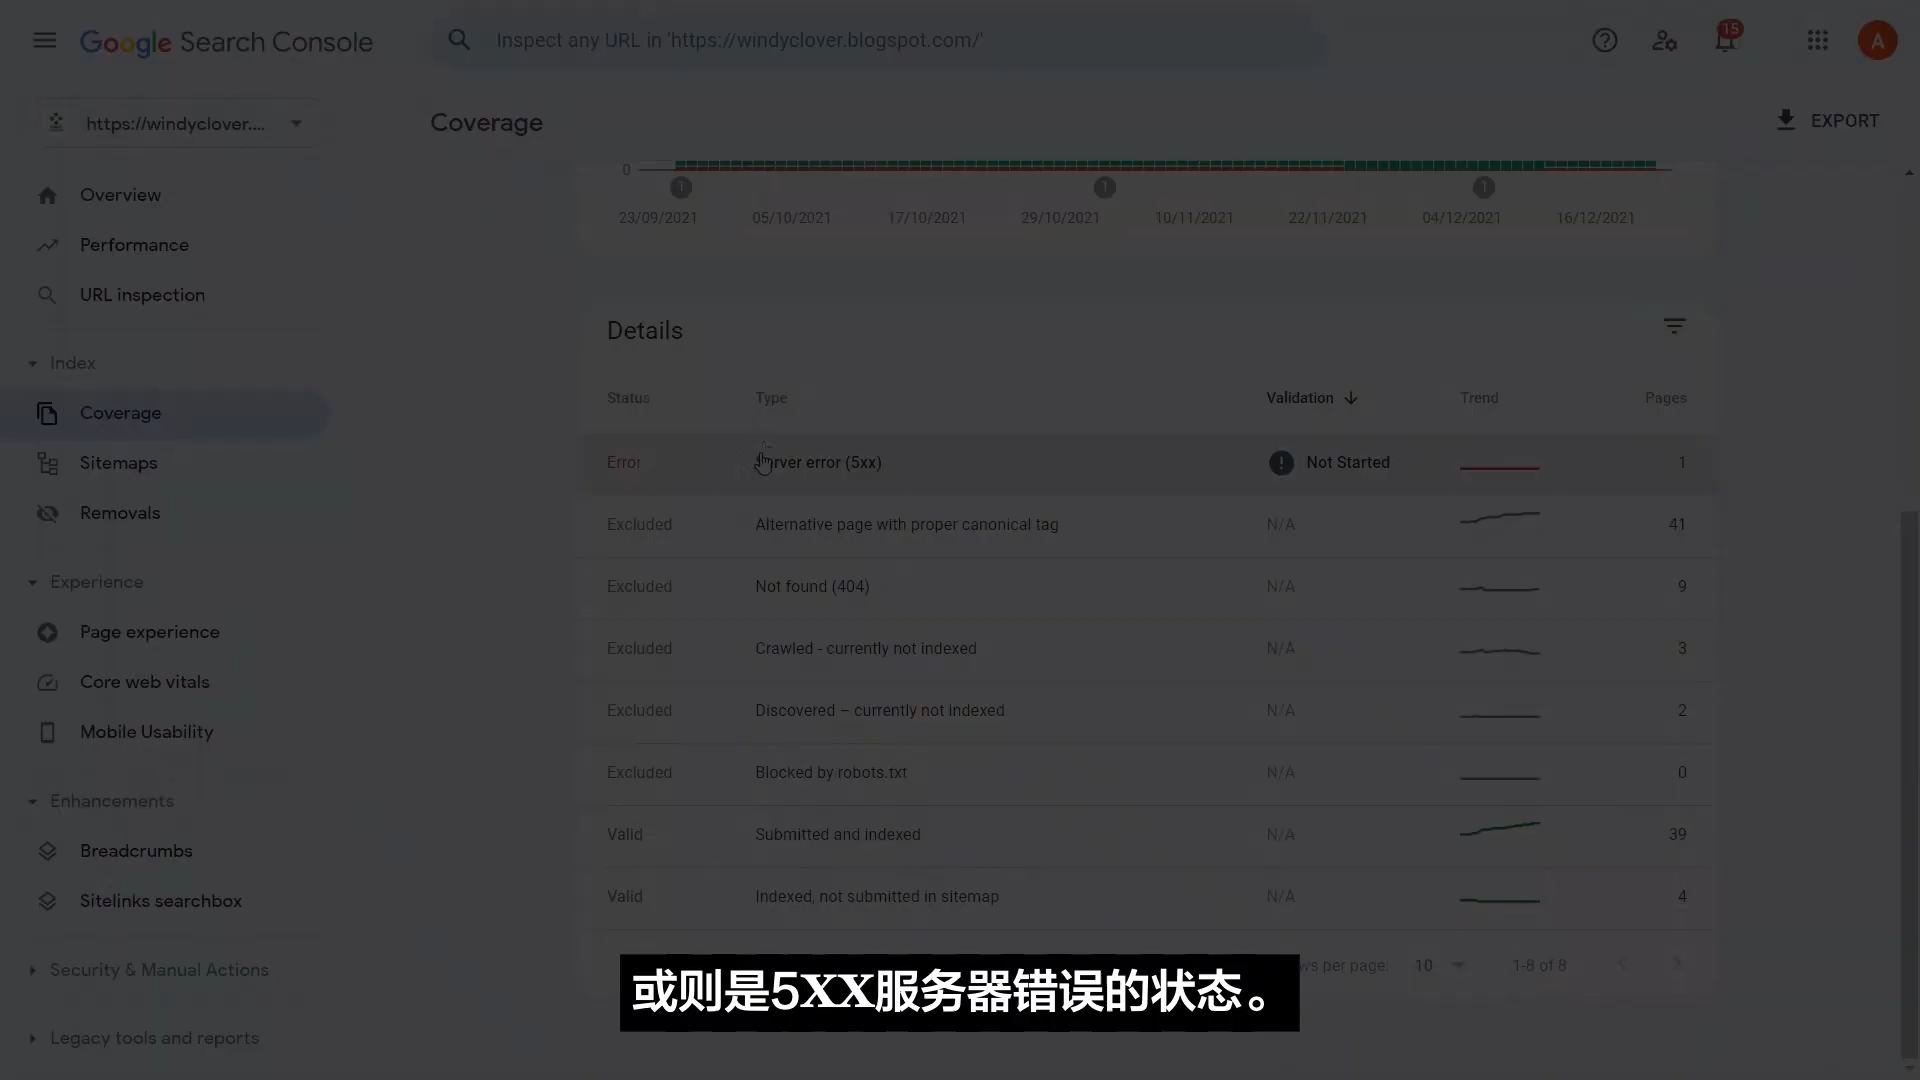 Google Search Console
Inspect any URL in 'https://windyclover.blogspot.com/'
15
A
https://windyclover....
Coverage
EXPORT
Overview
Performance
URL inspection
Index
Coverage
Sitemaps
Removals
Experience
Page experience
Core web vitals
Mobile Usability
Enhancements
Breadcrumbs
Sitelinks searchbox
Security & Manual Actions
Legacy tools and reports
0
1 1 1
23/09/2021 05/10/2021 17/10/2021 29/10/2021 10/11/2021 22/11/2021 04/12/2021 16/12/2021
Details
Status Type Validation Trend Pages
Error error (5xx) Not Started 1
Excluded Alternative page with proper canonical tag N/A 41
Excluded Not found (404) N/A 9
Excluded Crawled - currently not indexed N/A 3
Excluded Discovered – currently not indexed N/A 2
Excluded Blocked by robots.txt N/A 0
Valid Submitted and indexed N/A 39
Valid Indexed, not submitted in sitemap N/A 4
per page: 10 1-8 of 8
或则是5XX服务器错误的状态。